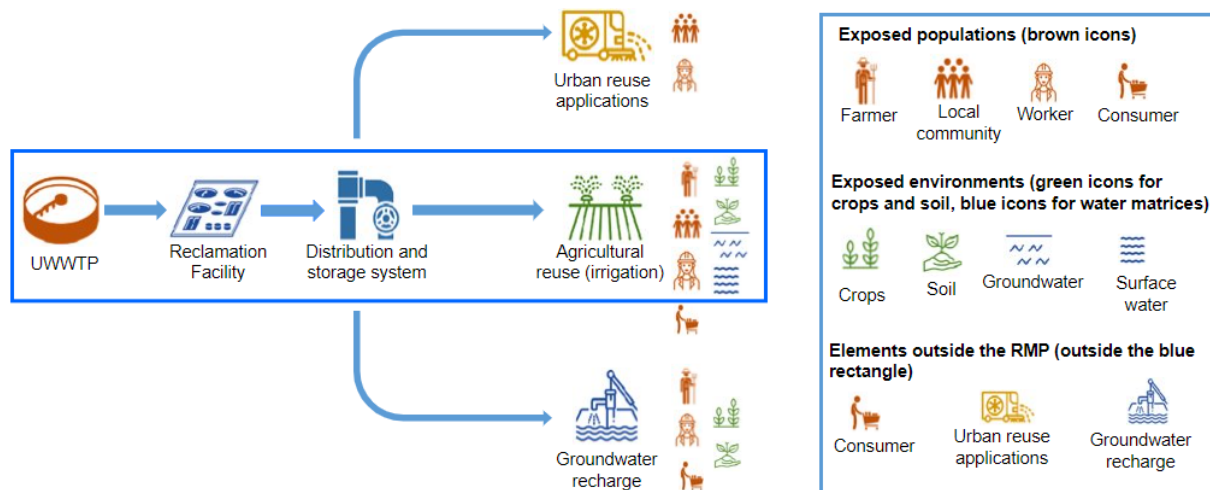 Urban reuse
applications
UWWTP
Reclamation
Facility
Distribution and
storage system
Agricultural
reuse (irrigation)
Groundwater
recharge
Exposed populations (brown icons)
Farmer
Local
community
Worker
Consumer
Exposed environments (green icons for
crops and soil, blue icons for water matrices)
Crops
Soil
Groundwater
Surface
water
Elements outside the RMP (outside the blue
rectangle)
Consumer
Urban reuse
applications
Groundwater
recharge